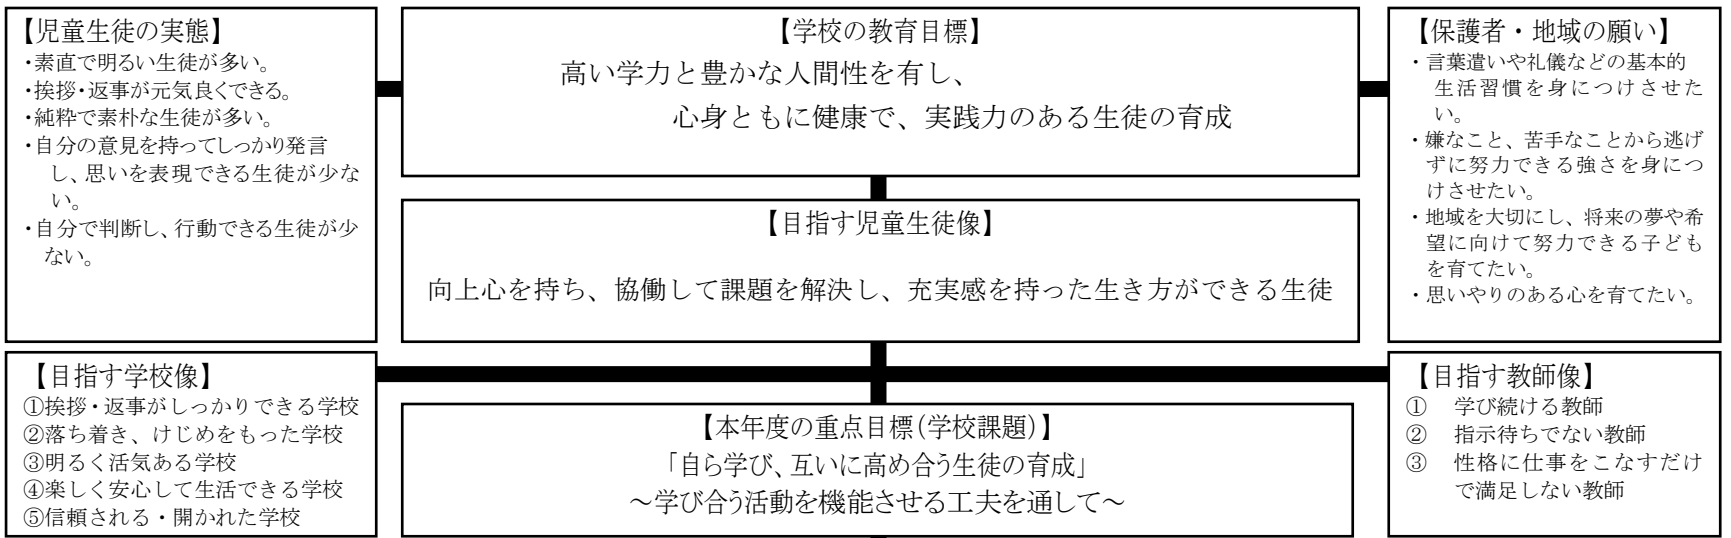 【児童生徒の実態】
・素直で明るい生徒が多い。
・挨拶・返事が元気良くできる。
・純粋で素朴な生徒が多い。
・自分の意見を持ってしっかり発言
し、思いを表現できる生徒が少な
い。
・自分で判断し、行動できる生徒が少
ない。
【学校の教育目標】
高い学力と豊かな人間性を有し、
心身ともに健康で、実践力のある生徒の育成
【保護者・地域の願い】
・言葉遣いや礼儀などの基本的
生活習慣を身につけさせた
い。
・嫌なこと、苦手なことから逃げ
ずに努力できる強さを身につ
けさせたい。
・地域を大切にし、将来の夢や希
望に向けて努力できる子ども
を育てたい。
・思いやりのある心を育てたい。
【目指す児童生徒像】
向上心を持ち、協働して課題を解決し、充実感を持った生き方ができる生徒
【目指す学校像】
①挨拶・返事がしっかりできる学校
②落ち着き、けじめをもった学校
③明るく活気ある学校
④楽しく安心して生活できる学校
⑤信頼される・開かれた学校
【本年度の重点目標(学校課題)】
「自ら学び、互いに高め合う生徒の育成」
～学び合う活動を機能させる工夫を通して～
【目指す教師像】
① 学び続ける教師
② 指示待ちでない教師
③ 性格に仕事をこなすだけ
で満足しない教師